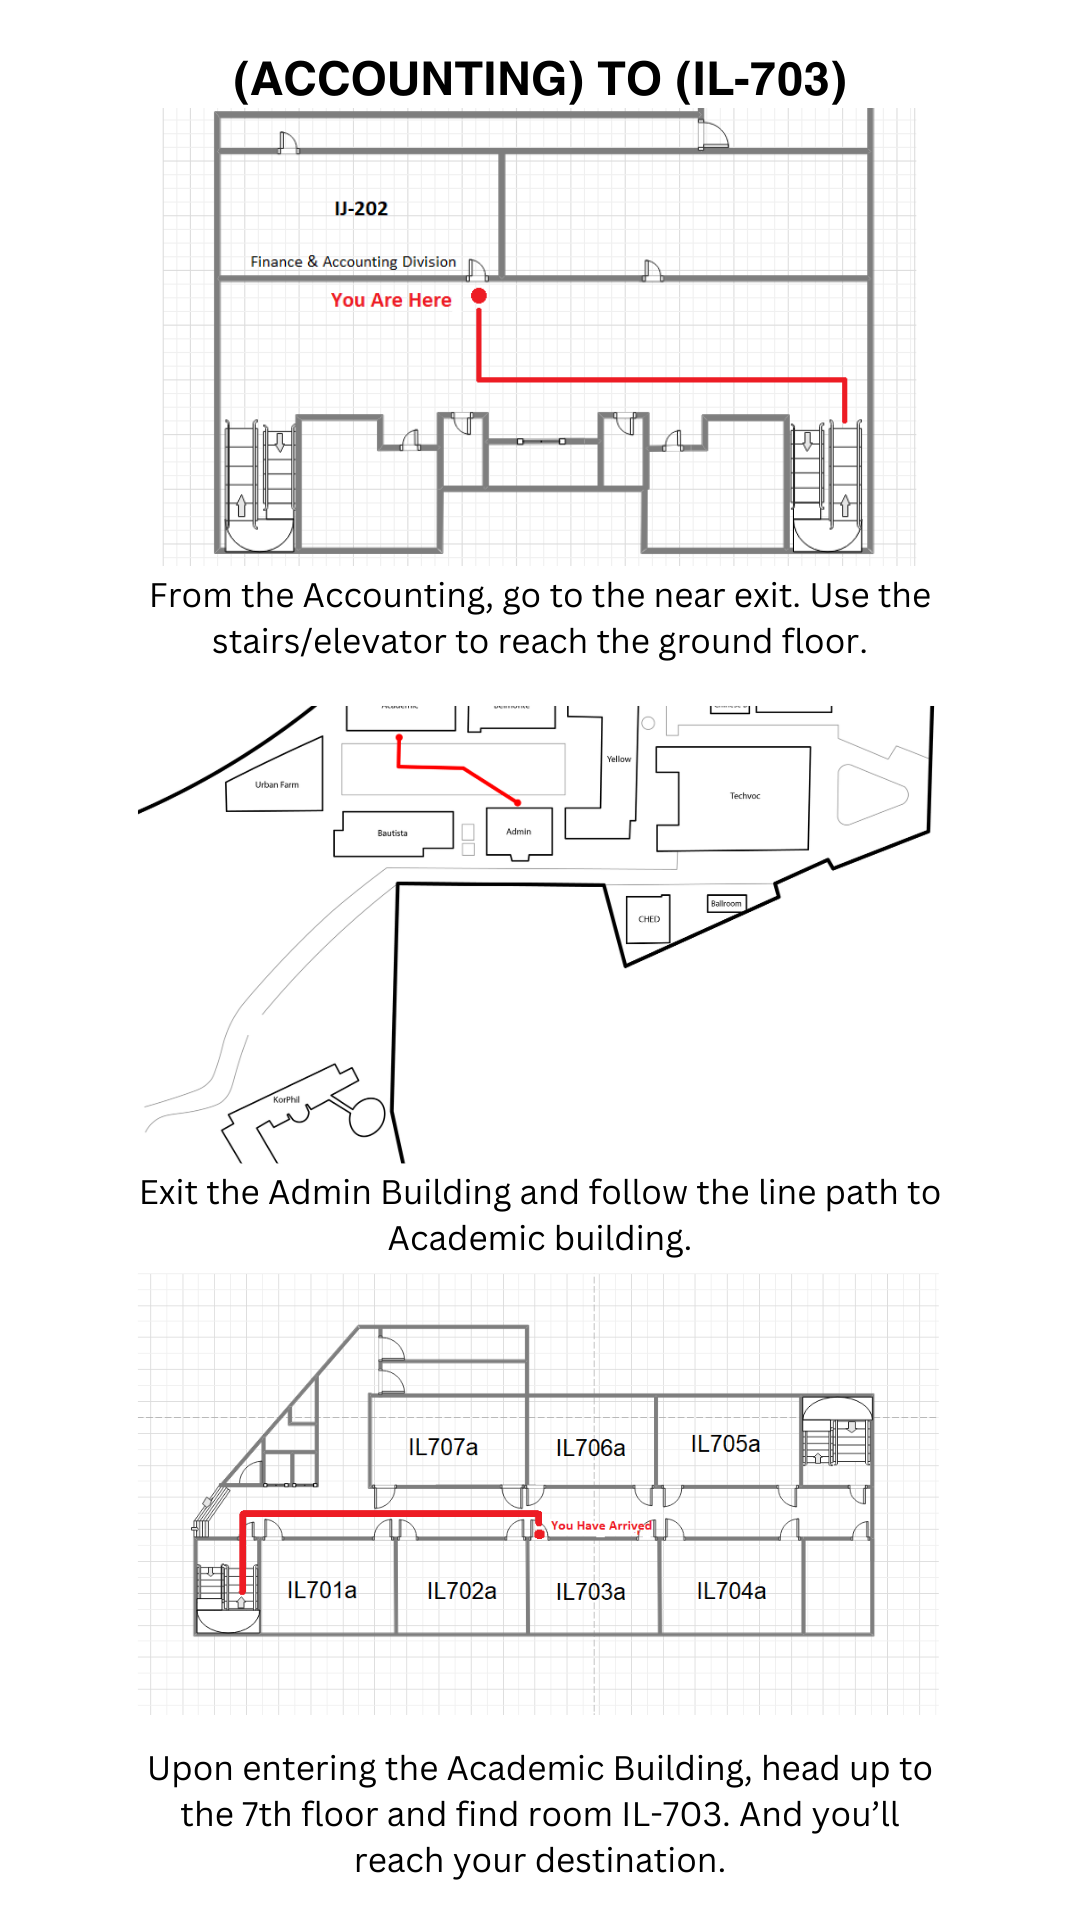 (ACCOUNTING) TO (IL-703)
IJ-202
Finance & Accounting Division
You Are Here
From the Accounting, go to the near exit. Use the
stairs/elevator to reach the ground floor.
Academic
Belmonte
Urban Farm
Yellow
Techvoc
Bautista
Admin
CHED
Ballroom
KorPhil
Exit the Admin Building and follow the line path to
Academic building.
IL707a
IL706a
IL705a
You Have Arrived
IL701a
IL702a
IL703a
IL704a
Upon entering the Academic Building, head up to
the 7th floor and find room IL-703. And you’ll
reach your destination.